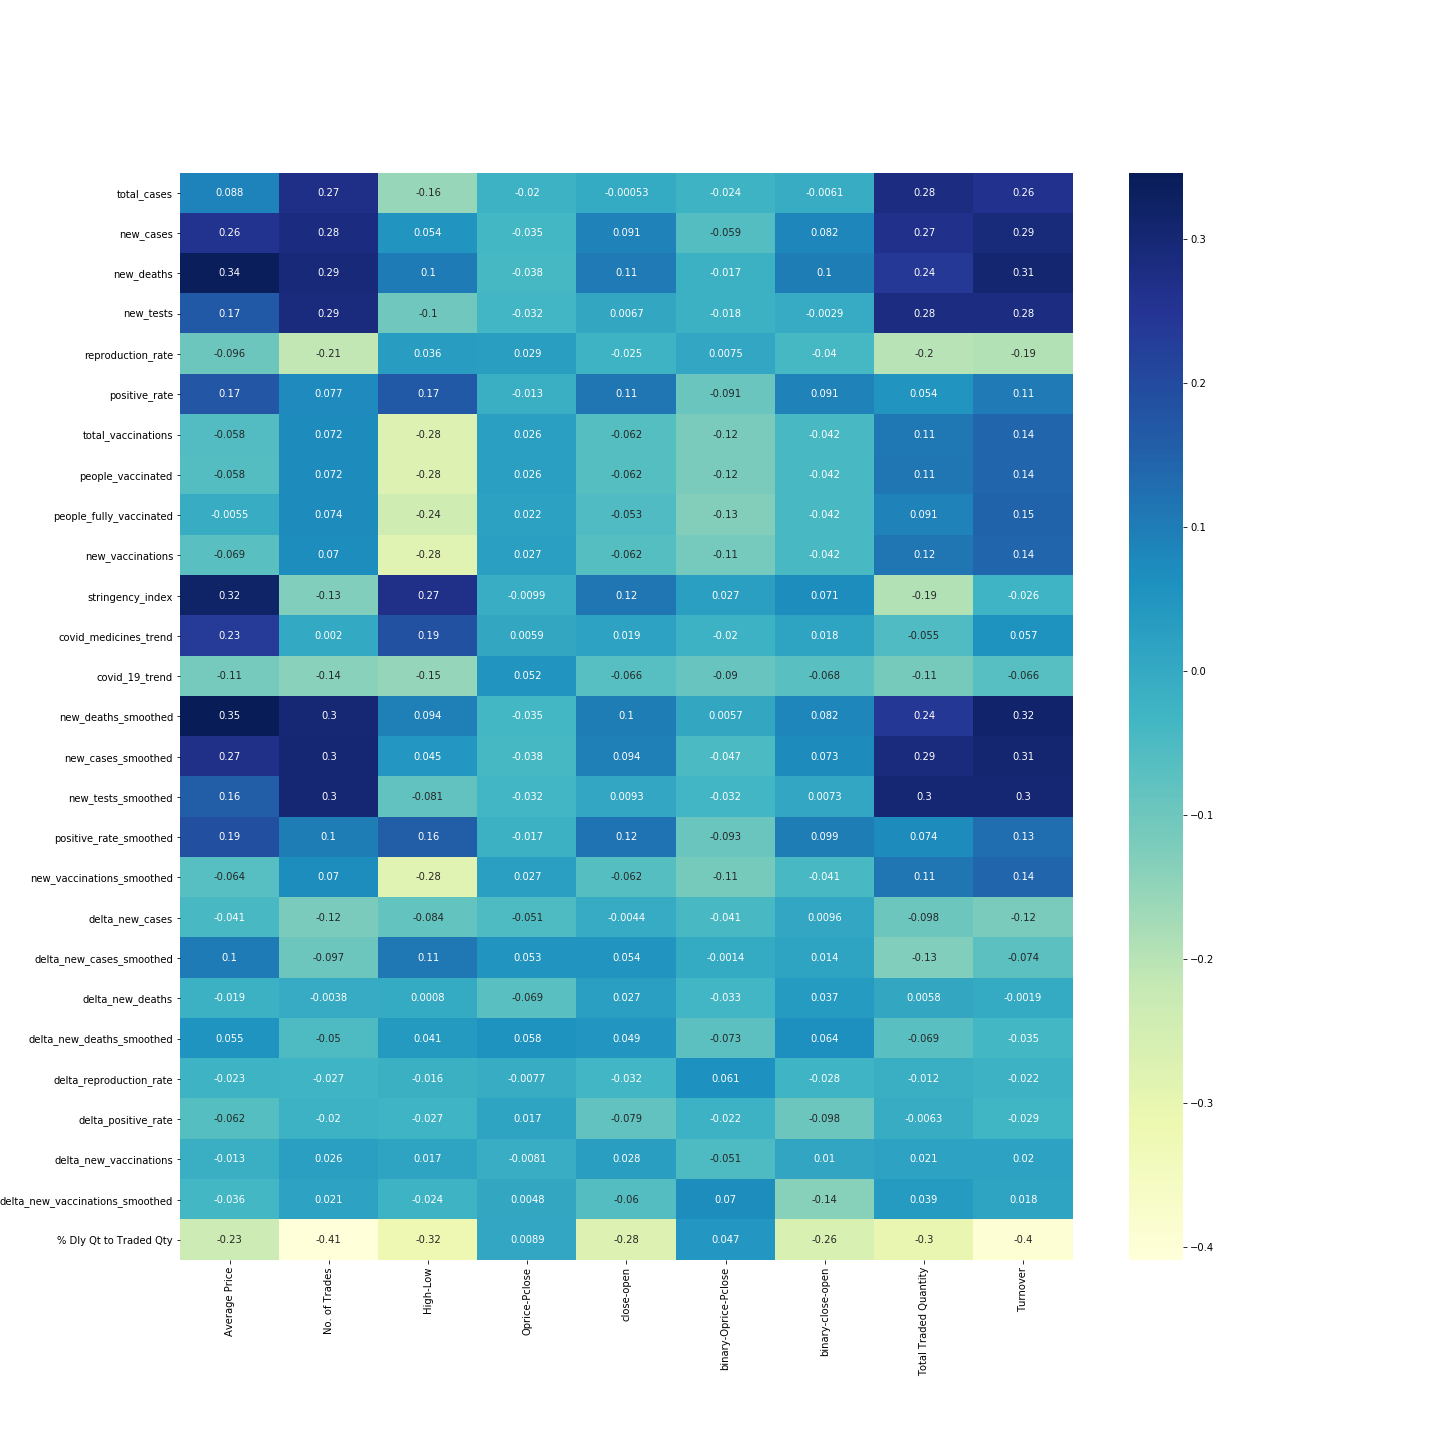 total_cases 0.088 0.27 -0.16 -0.02 -0.00053 -0.024 -0.0061 0.28 0.26
new_cases 0.26 0.28 0.054 -0.035 0.091 -0.059 0.082 0.27 0.29
new_deaths 0.34 0.29 0.1 -0.038 0.11 -0.017 0.1 0.24 0.31
new_tests 0.17 0.29 -0.1 -0.032 0.0067 -0.018 -0.0029 0.28 0.28
reproduction_rate -0.096 -0.21 0.036 0.029 -0.025 0.0075 -0.04 -0.2 -0.19
positive_rate 0.17 0.077 0.17 -0.013 0.11 -0.091 0.091 0.054 0.11
total_vaccinations -0.058 0.072 -0.28 0.026 -0.062 -0.12 -0.042 0.11 0.14
people_vaccinated -0.058 0.072 -0.28 0.026 -0.062 -0.12 -0.042 0.11 0.14
people_fully_vaccinated -0.0055 0.074 -0.24 0.022 -0.053 -0.13 -0.042 0.091 0.15
new_vaccinations -0.069 0.07 -0.28 0.027 -0.062 -0.11 -0.042 0.12 0.14
stringency_index 0.32 -0.13 0.27 -0.0099 0.12 0.027 0.071 -0.19 -0.026
covid_medicines_trend 0.23 0.002 0.19 0.0059 0.019 -0.02 0.018 -0.055 0.057
covid_19_trend -0.11 -0.14 -0.15 0.052 -0.066 -0.09 -0.068 -0.11 -0.066
new_deaths_smoothed 0.35 0.3 0.094 -0.035 0.1 0.0057 0.082 0.24 0.32
new_cases_smoothed 0.27 0.3 0.045 -0.038 0.094 -0.047 0.073 0.29 0.31
new_tests_smoothed 0.16 0.3 -0.081 -0.032 0.0093 -0.032 0.0073 0.3 0.3
positive_rate_smoothed 0.19 0.1 0.16 -0.017 0.12 -0.093 0.099 0.074 0.13
new_vaccinations_smoothed -0.064 0.07 -0.28 0.027 -0.062 -0.11 -0.041 0.11 0.14
delta_new_cases -0.041 -0.12 -0.084 -0.051 -0.0044 -0.041 0.0096 -0.098 -0.12
delta_new_cases_smoothed 0.1 -0.097 0.11 0.053 0.054 -0.0014 0.014 -0.13 -0.074
delta_new_deaths -0.019 -0.0038 0.0008 -0.069 0.027 -0.033 0.037 0.0058 -0.0019
delta_new_deaths_smoothed 0.055 -0.05 0.041 0.058 0.049 -0.073 0.064 -0.069 -0.035
delta_reproduction_rate -0.023 -0.027 -0.016 -0.0077 -0.032 0.061 -0.028 -0.012 -0.022
delta_positive_rate -0.062 -0.02 -0.027 0.017 -0.079 -0.022 -0.098 -0.0063 -0.029
delta_new_vaccinations -0.013 0.026 0.017 -0.0081 0.028 -0.051 0.01 0.021 0.02
delta_new_vaccinations_smoothed -0.036 0.021 -0.024 0.0048 -0.06 0.07 -0.14 0.039 0.018
% Dly Qt to Traded Qty -0.23 -0.41 -0.32 0.0089 -0.28 0.047 -0.26 -0.3 -0.4
Average Price
No. of Trades
High-Low
Oprice-Pclose
close-open
binary-Oprice-Pclose
binary-close-open
Total Traded Quantity
Turnover
0.3
0.2
0.1
0.0
−0.1
−0.2
−0.3
−0.4